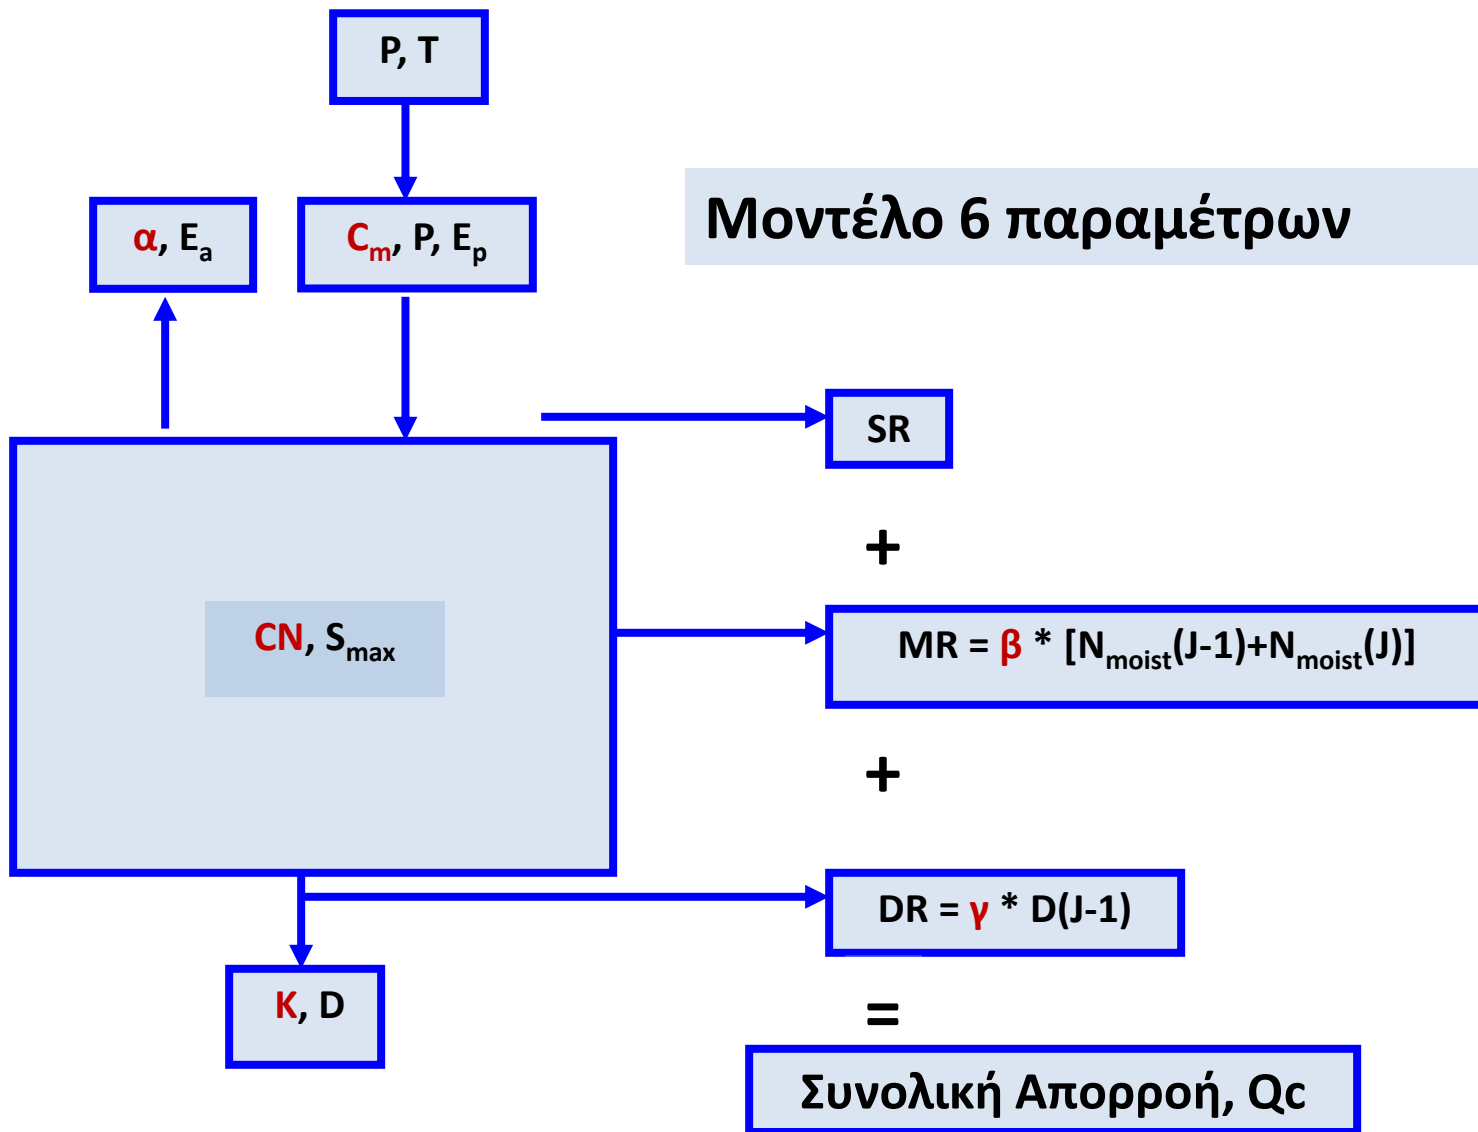 P, T
α, Eₐ
Cₘ, P, Eₚ
Μοντέλο 6 παραμέτρων
SR
+
CN, Sₘₐₓ
MR = β * [Nₘₒᵢₛₜ(J-1)+Nₘₒᵢₛₜ(J)]
+
DR = γ * D(J-1)
K, D
=
Συνολική Απορροή, Qc